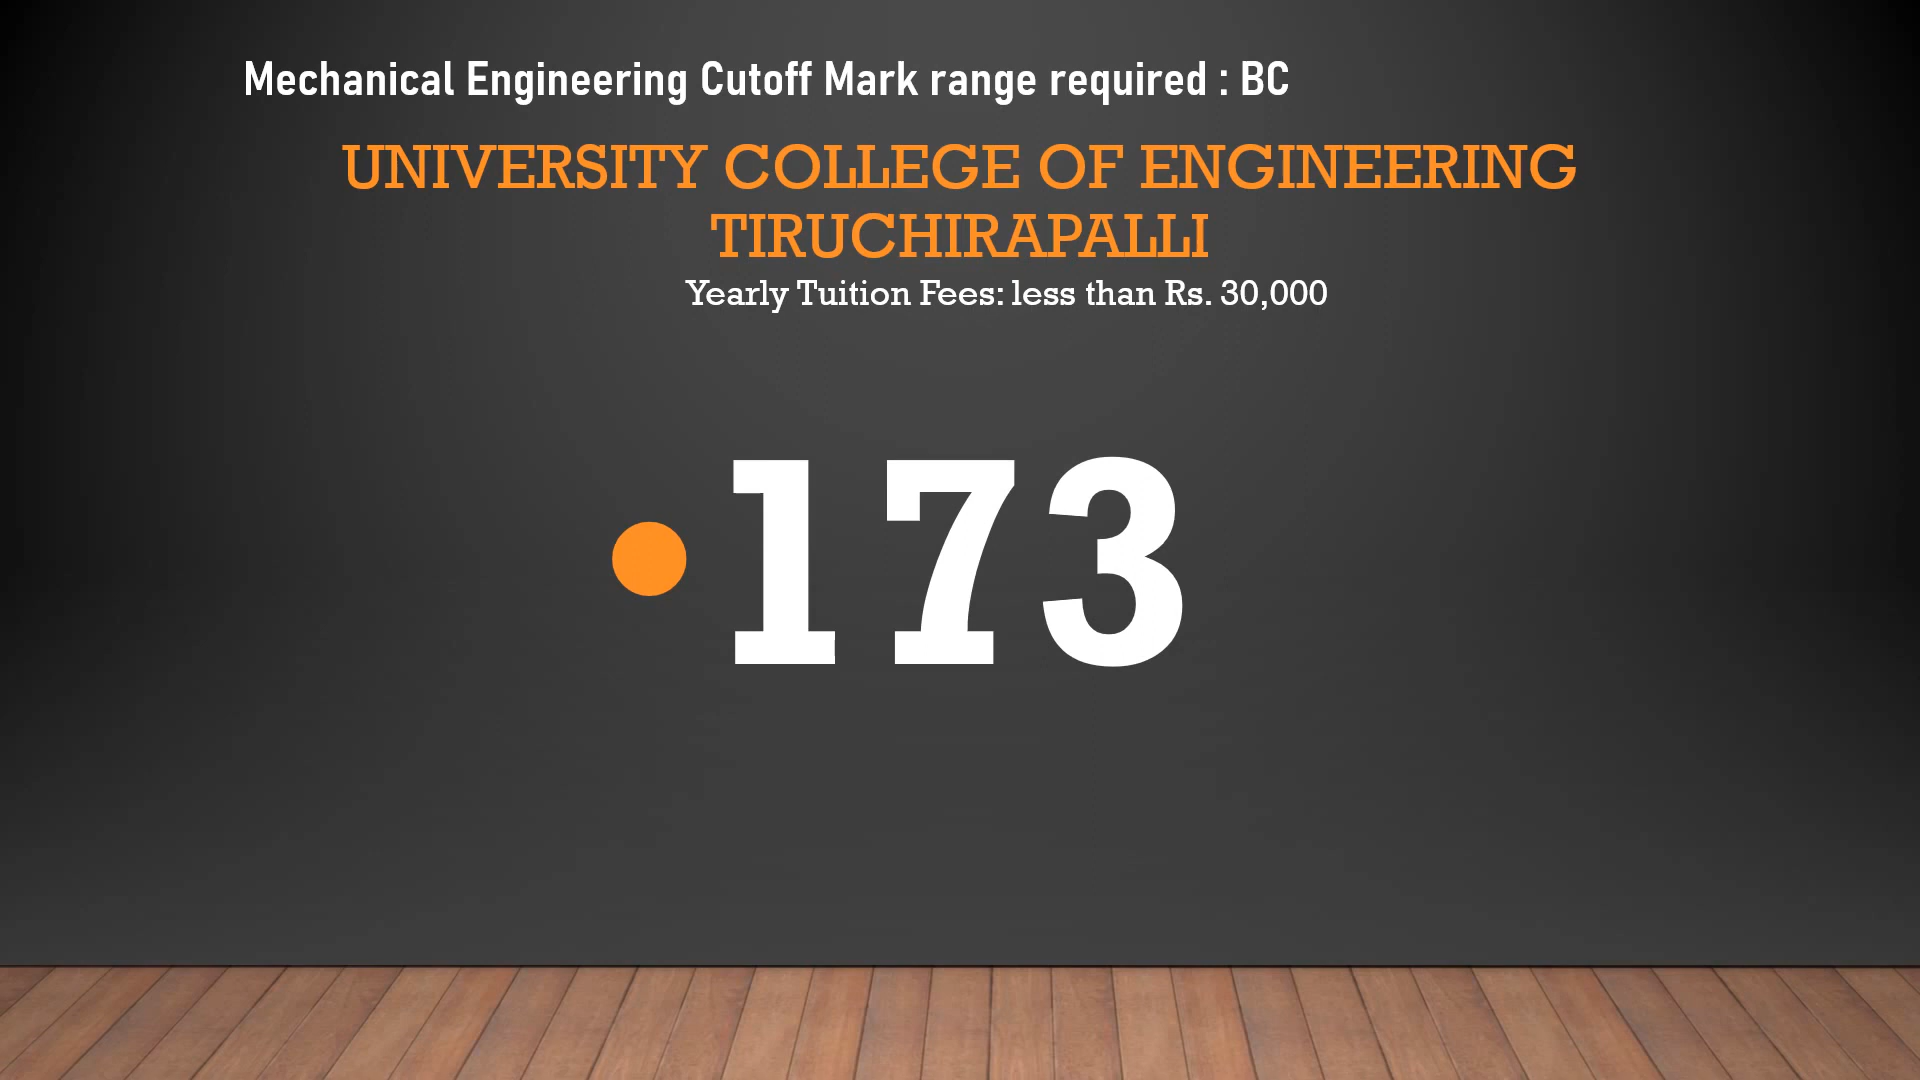 Mechanical Engineering Cutoff Mark range required : BC
UNIVERSITY COLLEGE OF ENGINEERING
TIRUCHIRAPALLI
Yearly Tuition Fees: less than Rs. 30,000
•173